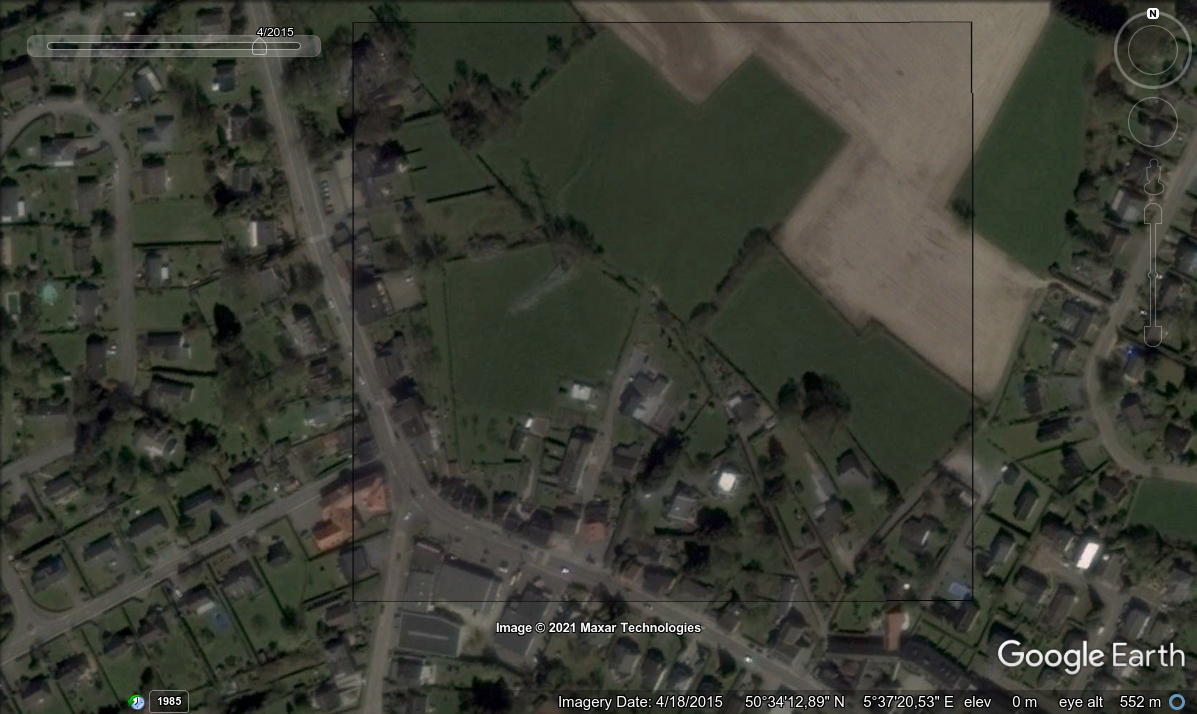 4/2015
N
Image © 2021 Maxar Technologies
Google Earth
1985
Imagery Date: 4/18/2015 50°34'12,89" N 5°37'20,53" E elev 0 m eye alt 552 m